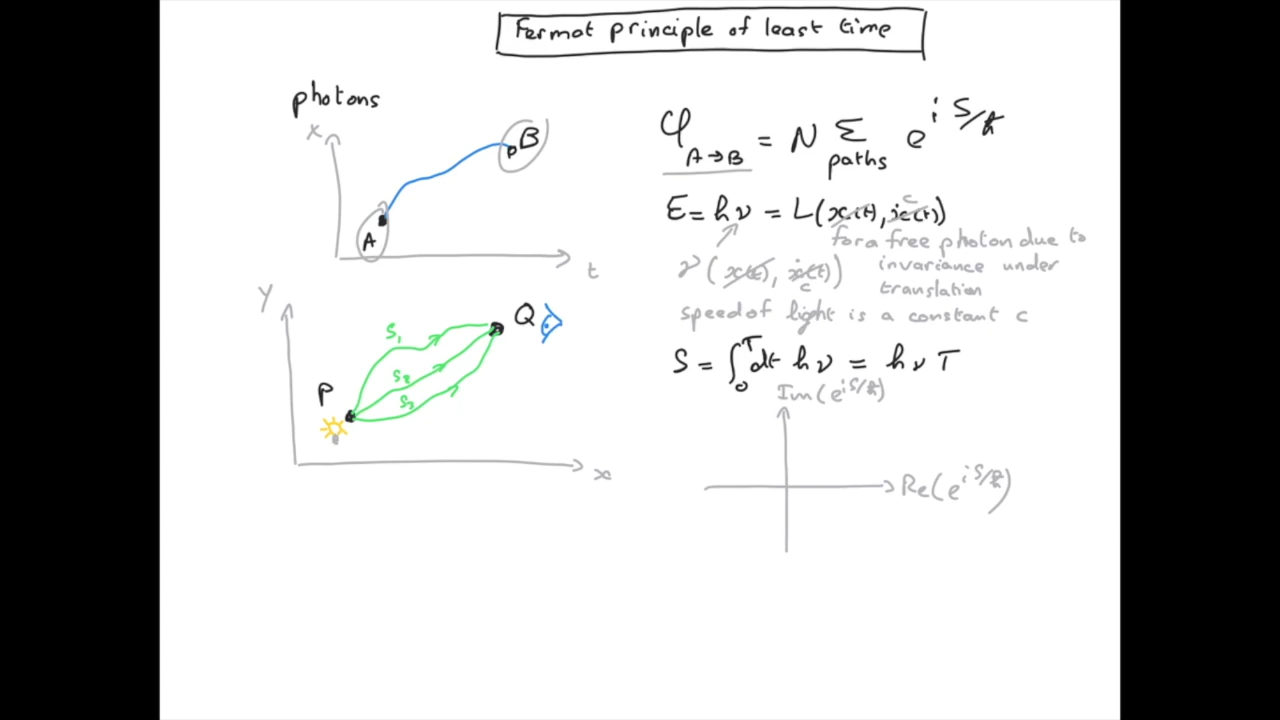 Fermat principle of least time
photons
x
B
A
t
φ A→B = N Σ paths e^{i S/ħ}
E = hν = L(x(t), ẋ(t))
c
for a free photon due to
invariance under
translation
ν(x(t), ẋ(t))
c
speed of light is a constant c
S = ∫₀ᵀ dt hν = hνT
Y
Q
S₁
S₂
S₃
P
x
Im(e^{iS/ħ})
Re(e^{iS/ħ})